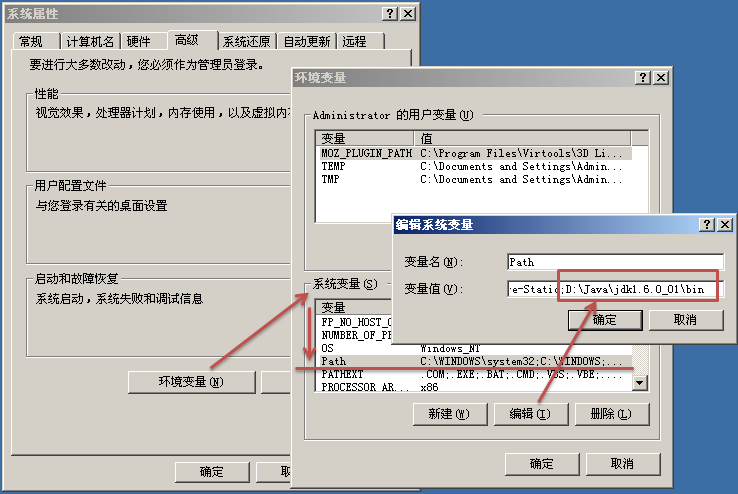 系统属性
常规 计算机名 硬件 高级 系统还原 自动更新 远程
要进行大多数改动，您必须作为管理员登录。
性能
视觉效果，处理器计划，内存使用，以及虚拟内
用户配置文件
与您登录有关的桌面设置
启动和故障恢复
系统启动，系统失败和调试信息
环境变量(N)
确定
环境变量
Administrator 的用户变量(U)
变量 值
MOZ_PLUGIN_PATH C:\Program Files\Virtools\3D Li...
TEMP C:\Documents and Settings\Admin...
TMP C:\Documents and Settings\Admin...
系统变量(S)
变量
FP_NO_HOST_C
NUMBER_OF_PR
OS Windows_NT
Path C:\WINDOWS\system32;C:\WINDOWS;...
PATHEXT .COM;.EXE;.BAT;.CMD;.VBS;.VBE;...
PROCESSOR_AR... x86
新建(W) 编辑(I) 删除(L)
确定 取消
编辑系统变量
变量名(N): Path
变量值(V): e-Static;D:\Java\jdk1.6.0_01\bin
确定 取消